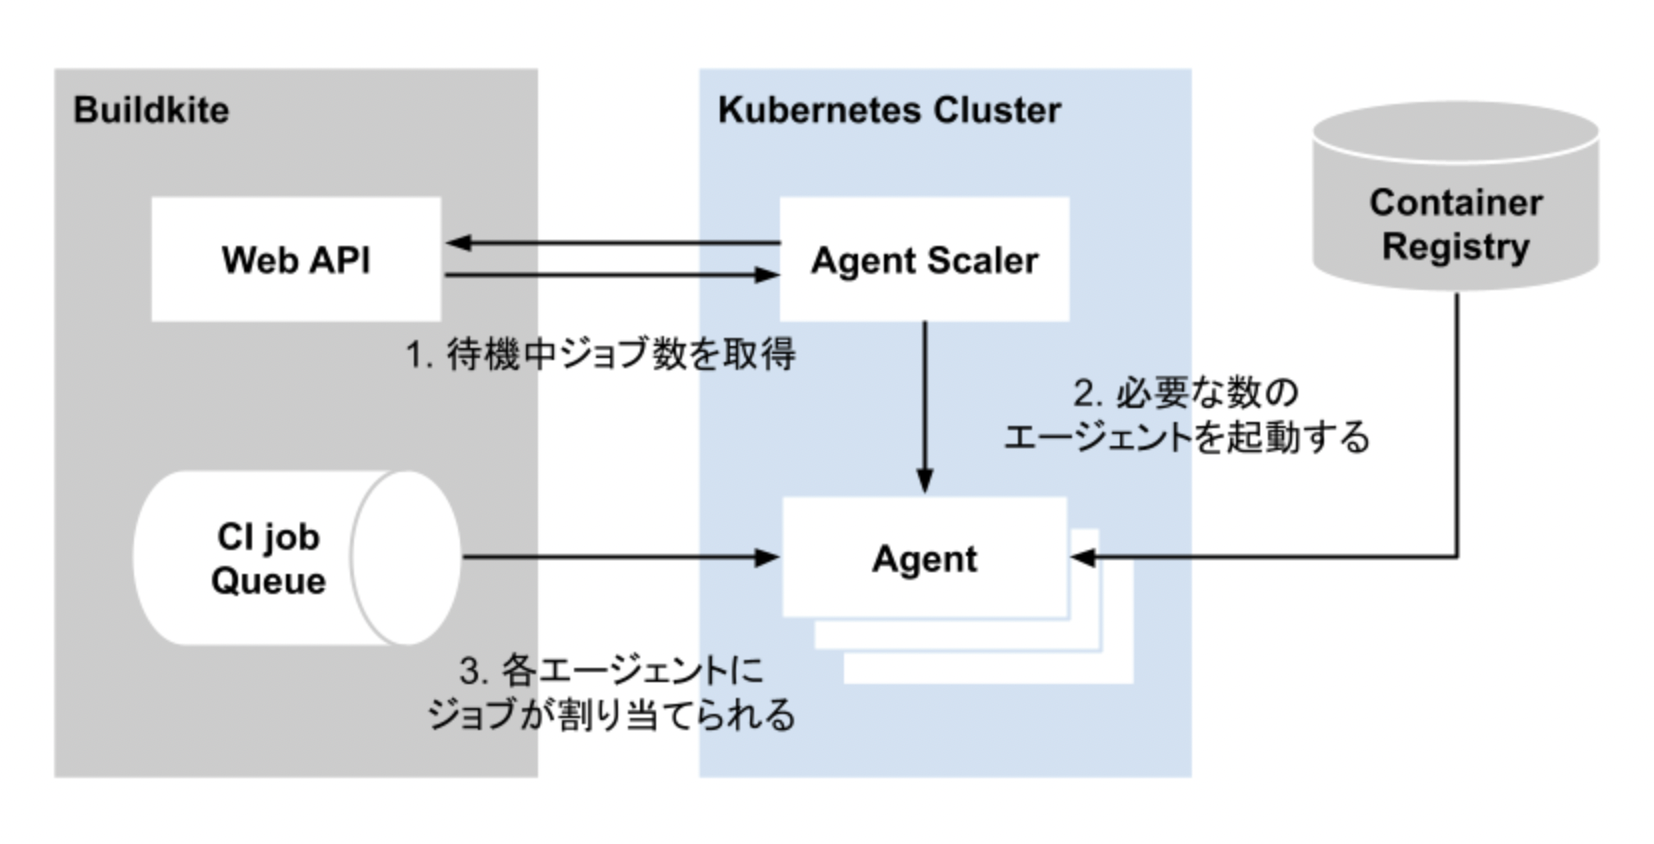 Buildkite
Kubernetes Cluster
Container
Registry
Web API
Agent Scaler
1. 待機中ジョブ数を取得
2. 必要な数の
エージェントを起動する
CI job
Queue
Agent
3. 各エージェントに
ジョブが割り当てられる